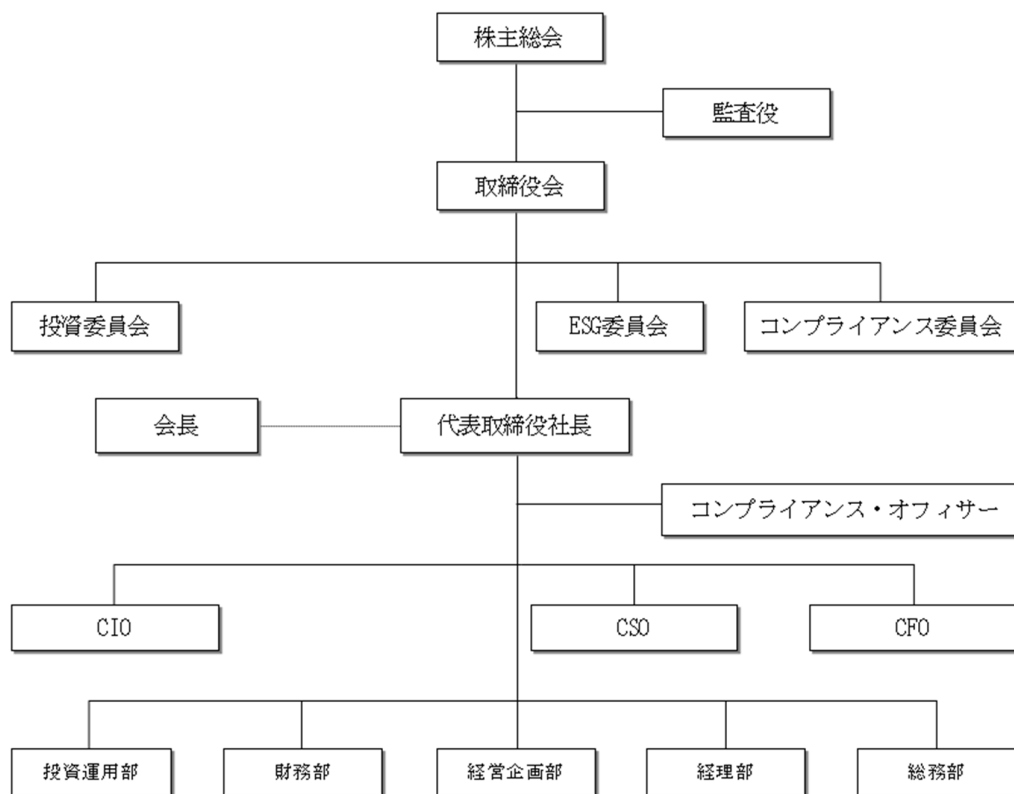 株主総会
監査役
取締役会
投資委員会
ESG委員会
コンプライアンス委員会
会長
代表取締役社長
コンプライアンス・オフィサー
CIO
CSO
CFO
投資運用部
財務部
経営企画部
経理部
総務部